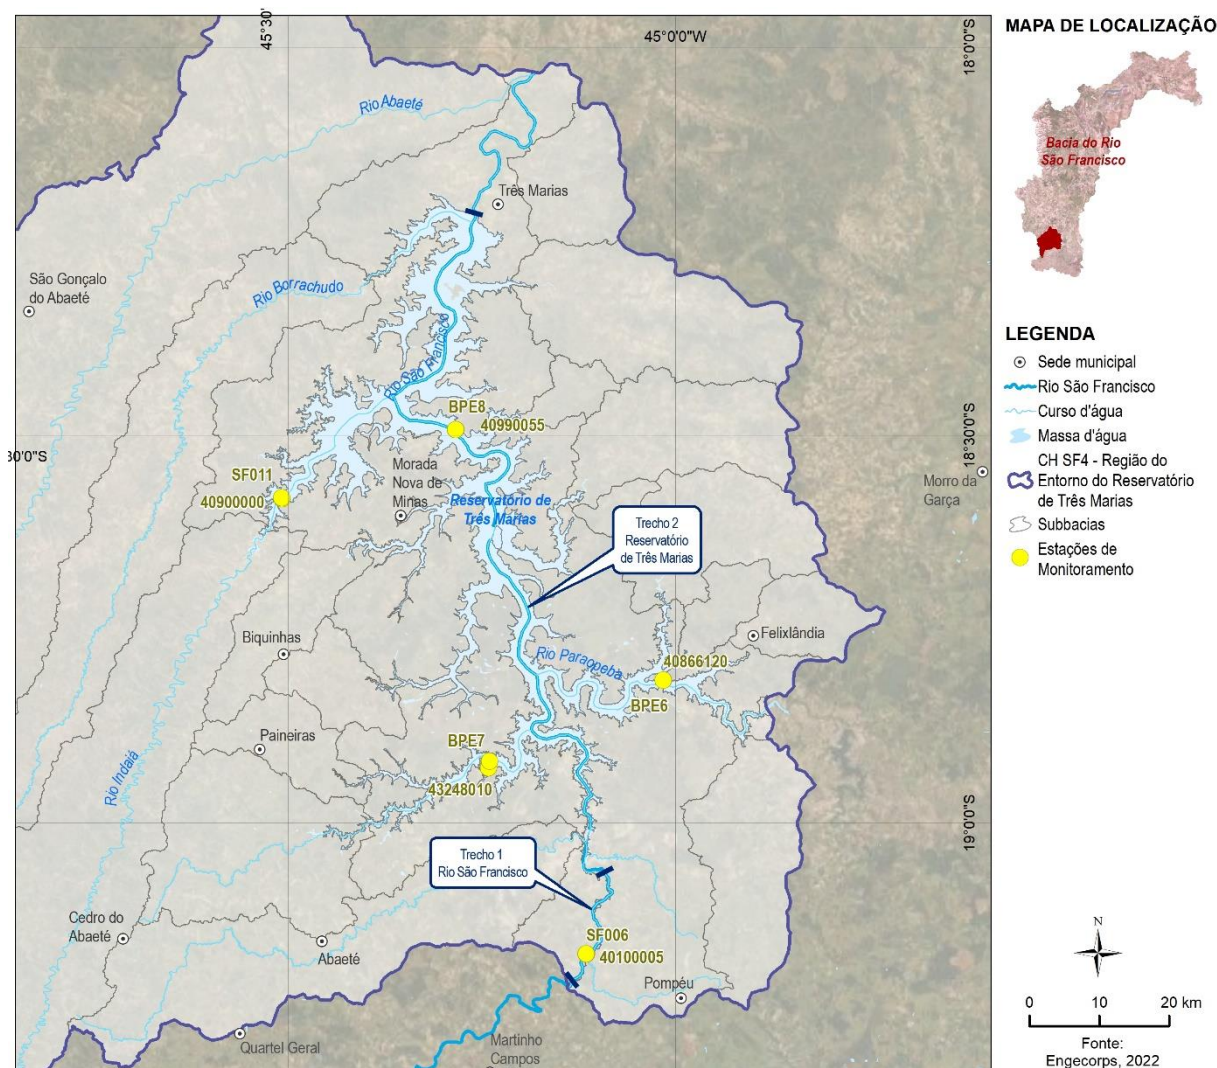 45°30'
45°0'0"W
18°0'0"S
Rio Abaeté
Três Marias
São Gonçalo
do Abaeté
Rio Borrachudo
Rio São Francisco
BPE8
40990055
18°30'0"S
30'0"S
SF011
40900000
Morada
Nova de
Minas
Reservatório de
Três Marias
Morro da
Garça
Trecho 2
Reservatório
de Três Marias
Biquinhas
Felixlândia
Rio Paraopeba
40866120
BPE6
Paineiras
BPE7
43248010
Rio Indaiá
19°0'0"S
Trecho 1
Rio São Francisco
Cedro do
Abaeté
Abaeté
SF006
40100005
Pompéu
Quartel Geral
Martinho
Campos
MAPA DE LOCALIZAÇÃO
Bacia do Rio
São Francisco
LEGENDA
Sede municipal
Rio São Francisco
Curso d'água
Massa d'água
CH SF4 - Região do
Entorno do Reservatório
de Três Marias
Subbacias
Estações de
Monitoramento
N
0 10 20 km
Fonte:
Engecorps, 2022